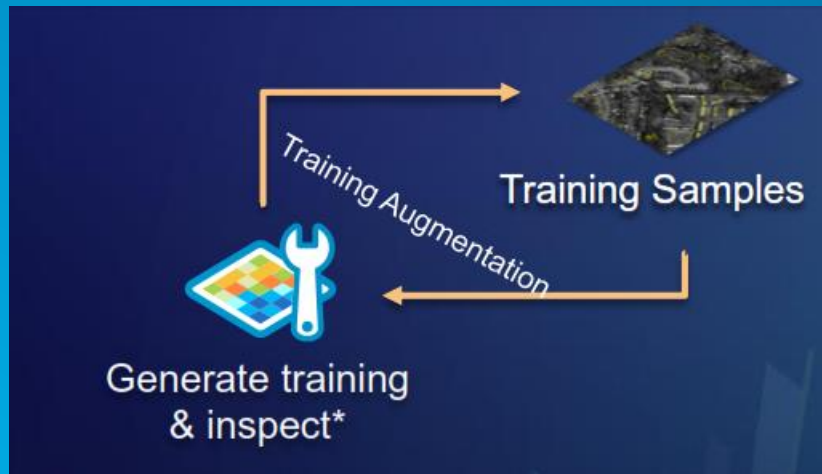 Training Augmentation
Training Samples
Generate training
& inspect*